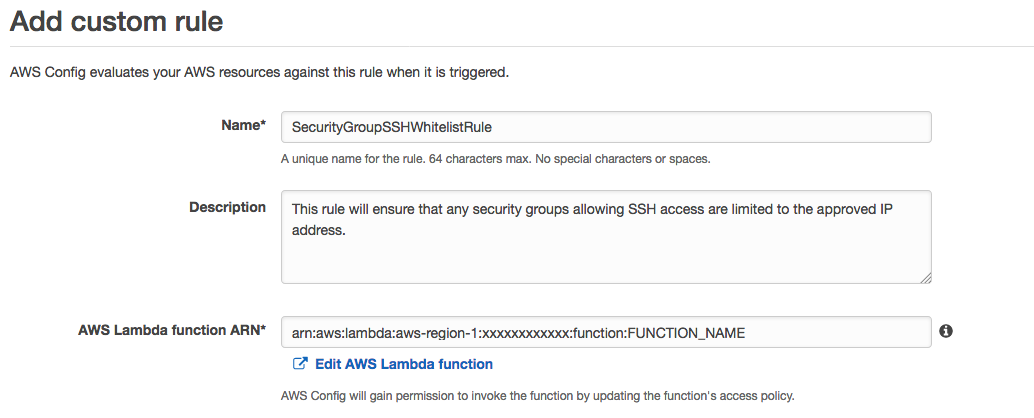 Add custom rule
AWS Config evaluates your AWS resources against this rule when it is triggered.
Name*
SecurityGroupSSHWhitelistRule
A unique name for the rule. 64 characters max. No special characters or spaces.
Description
This rule will ensure that any security groups allowing SSH access are limited to the approved IP
address.
AWS Lambda function ARN*
arn:aws:lambda:aws-region-1:xxxxxxxxxxxx:function:FUNCTION_NAME
Edit AWS Lambda function
AWS Config will gain permission to invoke the function by updating the function's access policy.